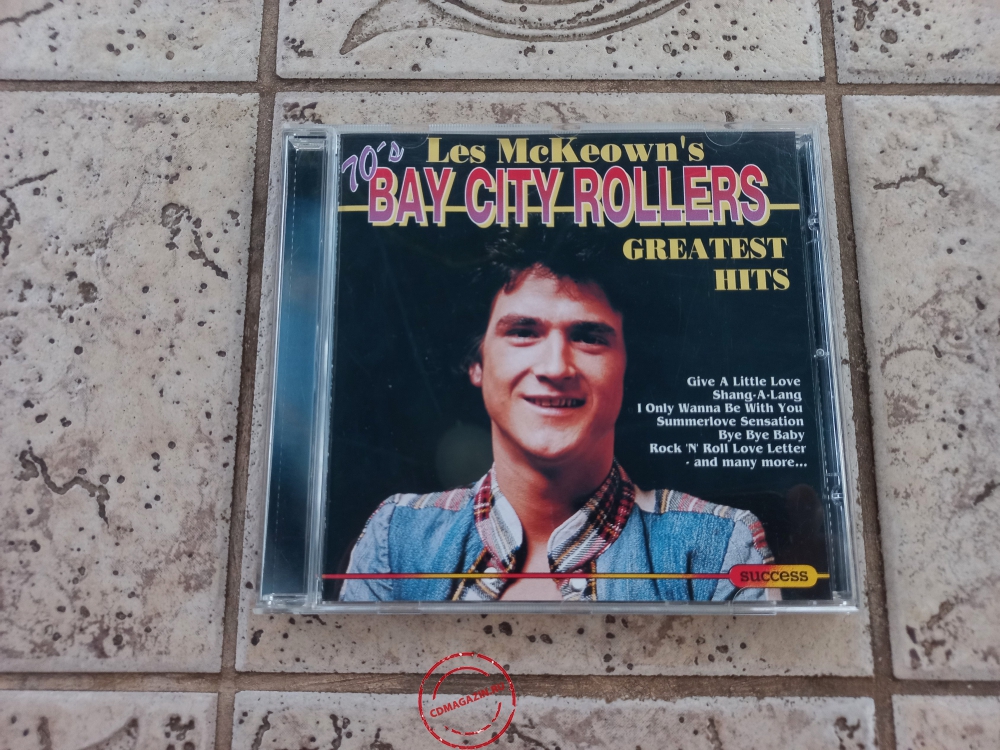 70's
Les McKeown's
BAY CITY ROLLERS
GREATEST
HITS
Give A Little Love
Shang-A-Lang
I Only Wanna Be With You
Summerlove Sensation
Bye Bye Baby
Rock 'N' Roll Love Letter
- and many more...
success
CDMAGAZIN.RU